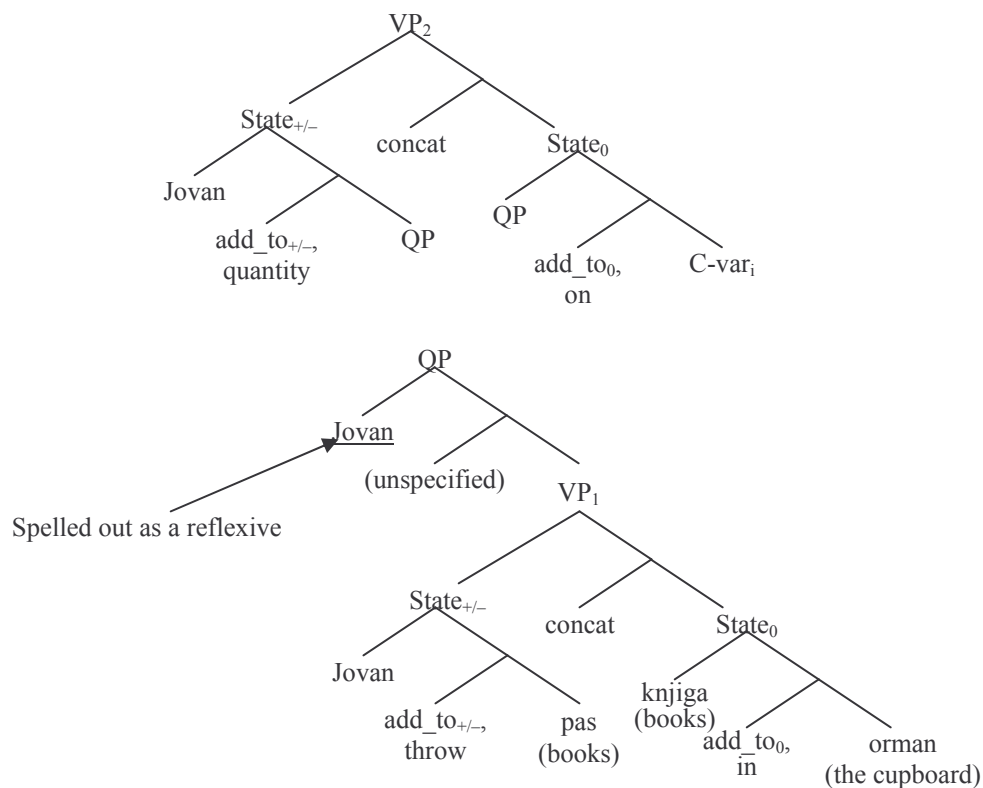 VP₂
State₊/₋
concat
State₀
Jovan
QP
add_to₊/₋,
quantity
QP
add_to₀,
on
C-varᵢ
QP
Jovan
(unspecified)
VP₁
Spelled out as a reflexive
State₊/₋
concat
State₀
Jovan
knjiga
(books)
add_to₊/₋,
throw
pas
(books)
add_to₀,
in
orman
(the cupboard)